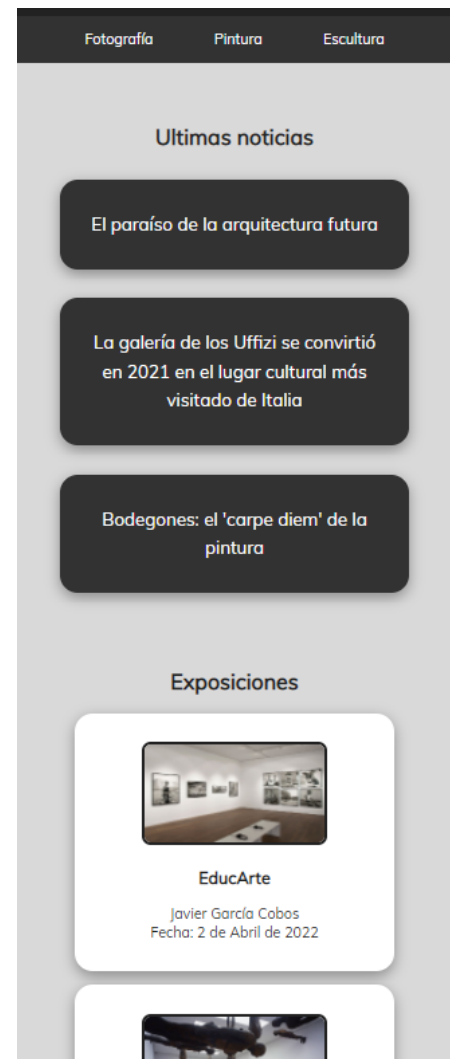 Fotografía Pintura Escultura
Ultimas noticias
El paraíso de la arquitectura futura
La galería de los Uffizi se convirtió
en 2021 en el lugar cultural más
visitado de Italia
Bodegones: el 'carpe diem' de la
pintura
Exposiciones
EducArte
Javier García Cobos
Fecha: 2 de Abril de 2022